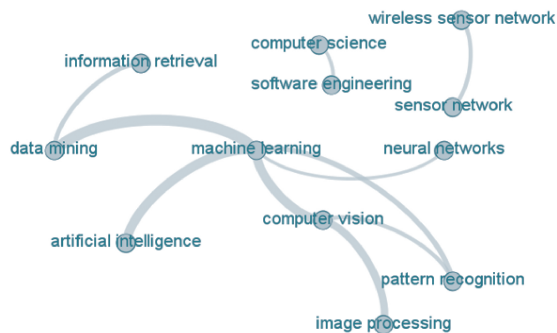 wireless sensor network
computer science
information retrieval
software engineering
sensor network
data mining
machine learning
neural networks
computer vision
artificial intelligence
pattern recognition
image processing